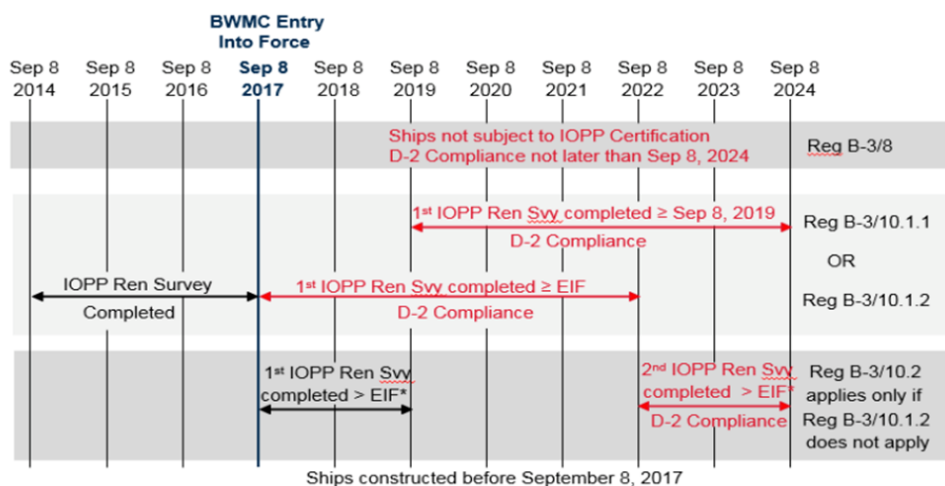 BWMC Entry
Into Force
Sep 8 Sep 8 Sep 8 Sep 8 Sep 8 Sep 8 Sep 8 Sep 8 Sep 8 Sep 8 Sep 8
2014 2015 2016 2017 2018 2019 2020 2021 2022 2023 2024
Ships not subject to IOPP Certification
D-2 Compliance not later than Sep 8, 2024
Reg B-3/8
1st IOPP Ren Svy completed ≥ Sep 8, 2019
D-2 Compliance
Reg B-3/10.1.1
OR
IOPP Ren Survey
Completed
1st IOPP Ren Svy completed ≥ EIF
D-2 Compliance
Reg B-3/10.1.2
1st IOPP Ren Svy
completed > EIF*
2nd IOPP Ren Svy
completed > EIF*
D-2 Compliance
Reg B-3/10.2
applies only if
Reg B-3/10.1.2
does not apply
Ships constructed before September 8, 2017